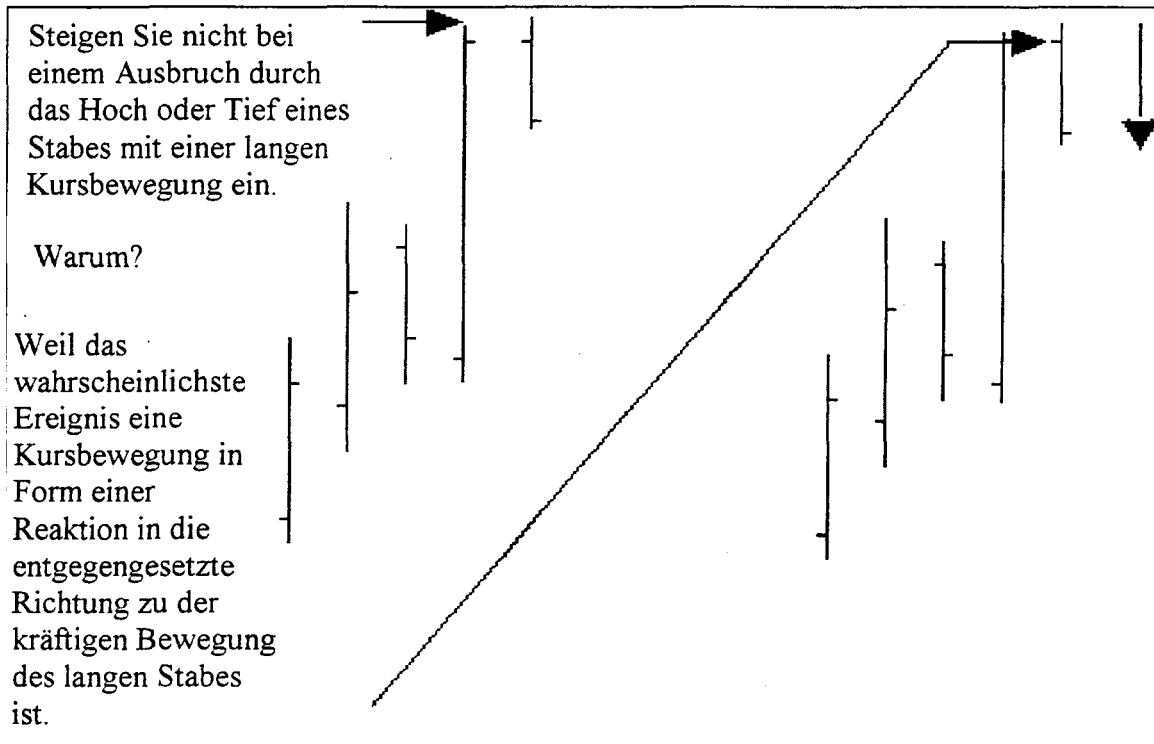 Steigen Sie nicht bei
einem Ausbruch durch
das Hoch oder Tief eines
Stabes mit einer langen
Kursbewegung ein.
Warum?
Weil das
wahrscheinlichste
Ereignis eine
Kursbewegung in
Form einer
Reaktion in die
entgegengesetzte
Richtung zu der
kräftigen Bewegung
des langen Stabes
ist.